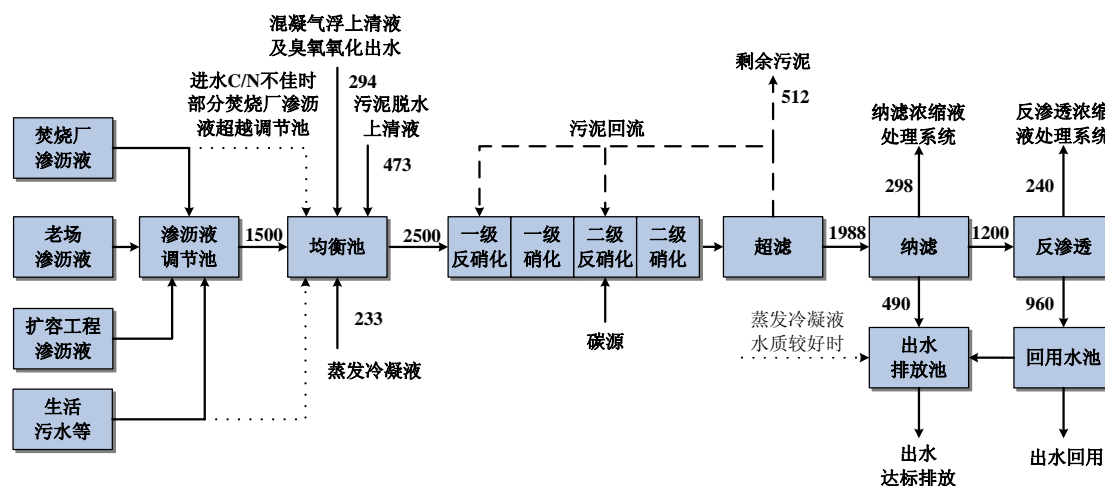 混凝气浮上清液
及臭氧氧化出水
294
进水C/N不佳时
部分焚烧厂渗沥
液超越调节池
污泥脱水
上清液
473
剩余污泥
512
污泥回流
纳滤浓缩液
处理系统
298
反渗透浓缩
液处理系统
240
焚烧厂
渗沥液
老场
渗沥液
渗沥液
调节池
1500
均衡池
2500
一级
反硝化
一级
硝化
二级
反硝化
二级
硝化
超滤
1988
纳滤
1200
反渗透
扩容工程
渗沥液
233
蒸发冷凝液
碳源
490
960
蒸发冷凝液
水质较好时
出水
排放池
回用水池
生活
污水等
出水
达标排放
出水回用